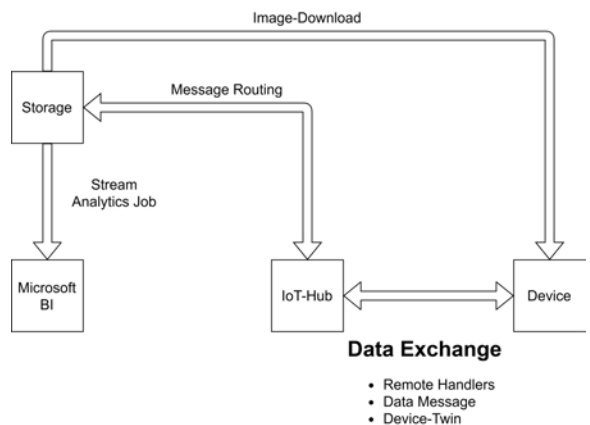 Image-Download
Storage
Message Routing
Stream
Analytics Job
Microsoft
BI
IoT-Hub
Device
Data Exchange
• Remote Handlers
• Data Message
• Device-Twin